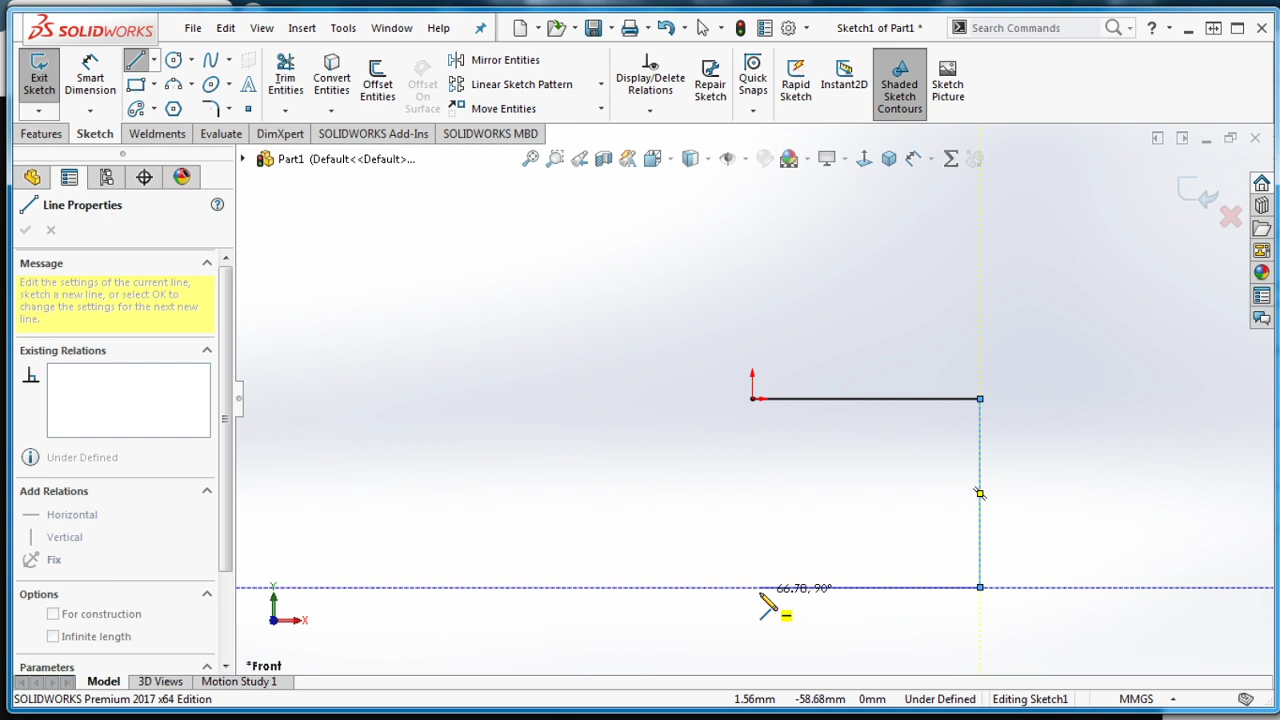 SOLIDWORKS File Edit View Insert Tools Window Help Sketch1 of Part1 * Search Commands ?
Exit Sketch
Smart Dimension
Trim Entities
Convert Entities
Offset Entities
Offset On Surface
Mirror Entities
Linear Sketch Pattern
Move Entities
Display/Delete Relations
Repair Sketch
Quick Snaps
Rapid Sketch
Instant2D
Shaded Sketch Contours
Sketch Picture
Features Sketch Weldments Evaluate DimXpert SOLIDWORKS Add-Ins SOLIDWORKS MBD
Part1 (Default<<Default>...
Line Properties ?
Message
Edit the settings of the current line,
sketch a new line, or select OK to
change the settings for the next new
line.
Existing Relations
Under Defined
Add Relations
Horizontal
Vertical
Fix
Options
For construction
Infinite length
Parameters
66.78, 90°
Y
X
*Front
Model 3D Views Motion Study 1
SOLIDWORKS Premium 2017 x64 Edition 1.56mm -58.68mm 0mm Under Defined Editing Sketch1 MMGS